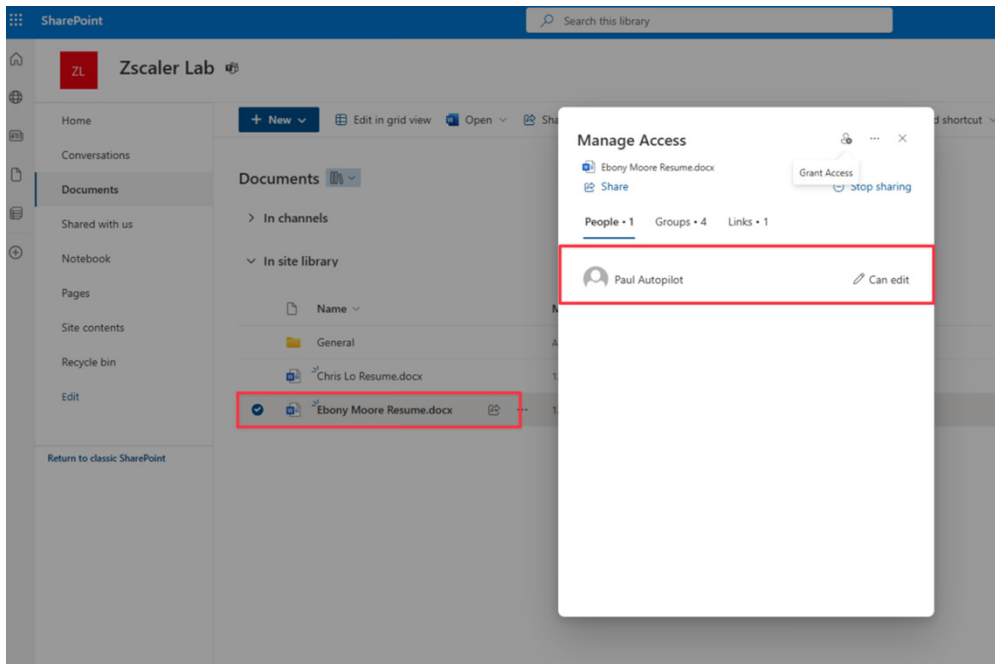 SharePoint
Search this library
ZL
Zscaler Lab
Home
Conversations
Documents
Shared with us
Notebook
Pages
Site contents
Recycle bin
Edit
Return to classic SharePoint
+ New
Edit in grid view
Open
Sha
d shortcut
Documents
In channels
In site library
Name
M
General
A
Chris Lo Resume.docx
1
Ebony Moore Resume.docx
...
1
Manage Access
...
Ebony Moore Resume.docx
Grant Access
Share
Stop sharing
People • 1 Groups • 4 Links • 1
Paul Autopilot
Can edit